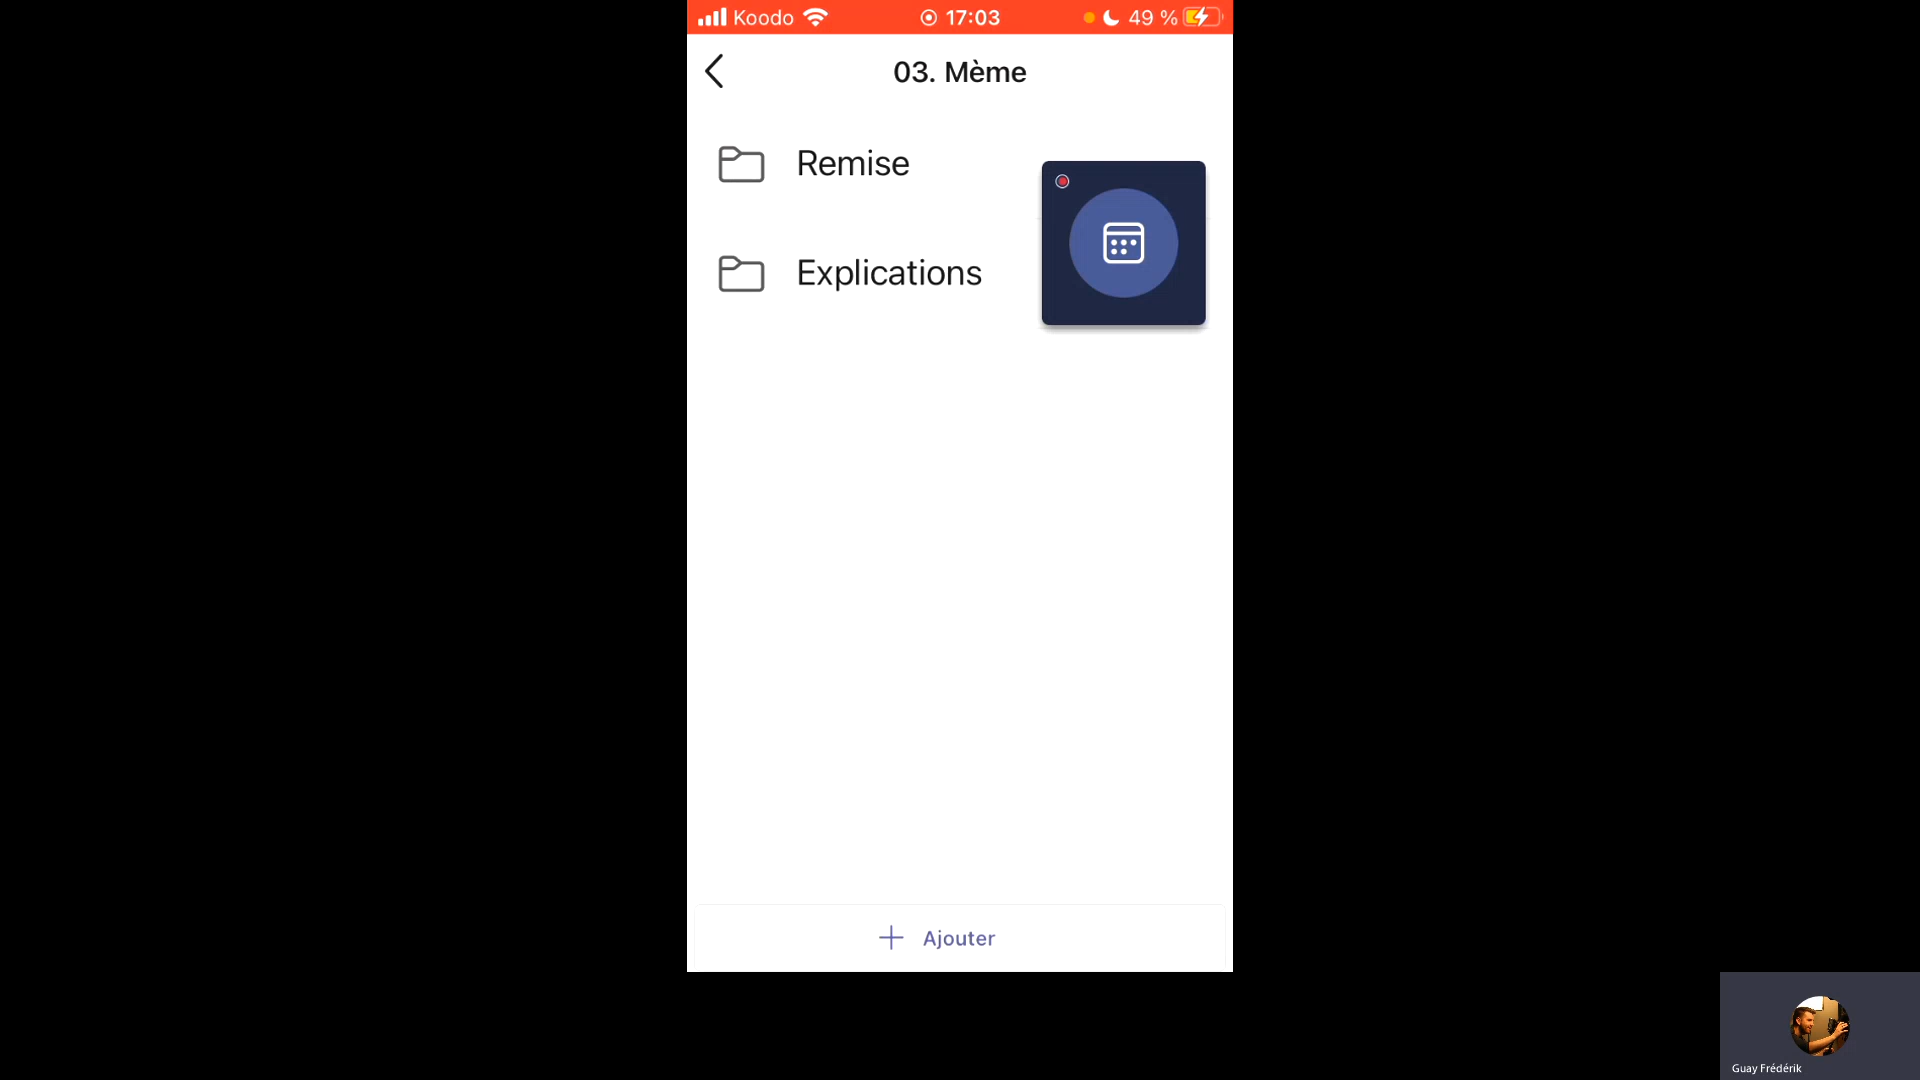 Koodo 17:03 49 %
03. Mème
Remise
Explications
Ajouter
Guay Frédérik